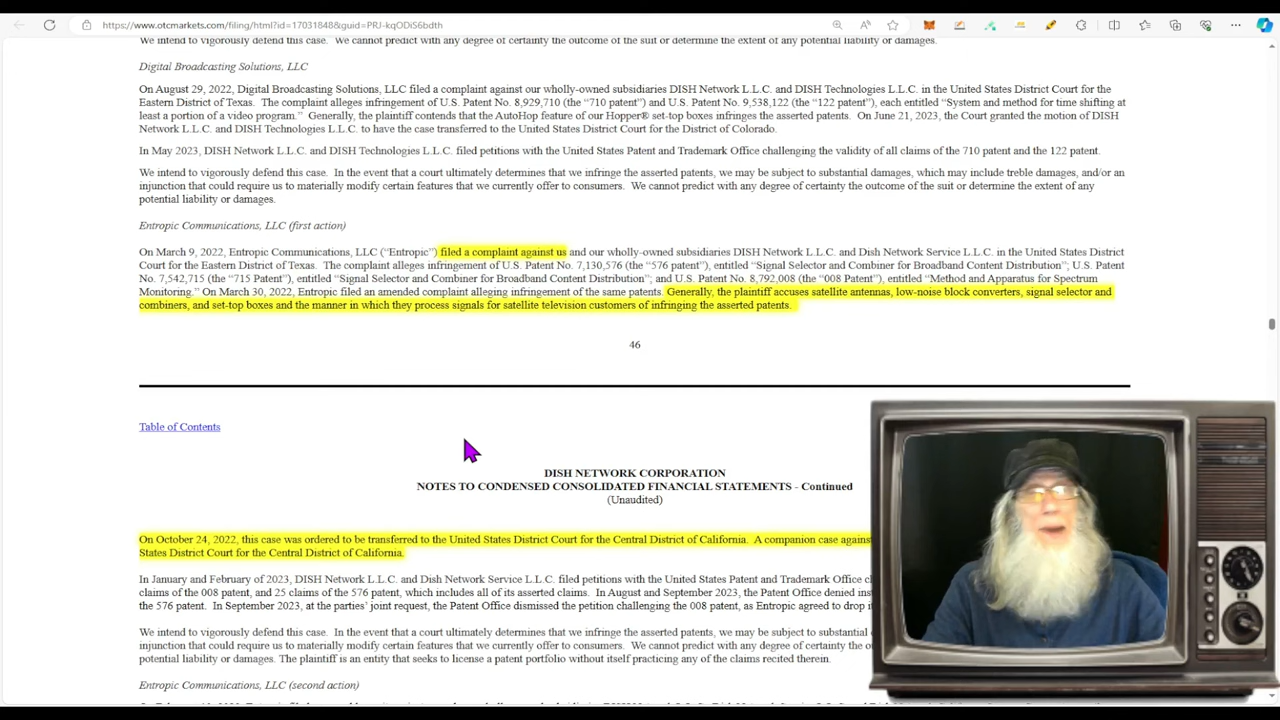 https://www.otcmarkets.com/filing/html?id=17031848&guid=PRJ-kqODiS6bdth
We intend to vigorously defend this case. We cannot predict with any degree of certainty the outcome of the suit or determine the extent of any potential liability or damages.
Digital Broadcasting Solutions, LLC
On August 29, 2022, Digital Broadcasting Solutions, LLC filed a complaint against our wholly-owned subsidiaries DISH Network L.L.C. and DISH Technologies L.L.C. in the United States District Court for the
Eastern District of Texas. The complaint alleges infringement of U.S. Patent No. 8,929,710 (the “710 patent”) and U.S. Patent No. 9,538,122 (the “122 patent”), each entitled “System and method for time shifting at
least a portion of a video program.” Generally, the plaintiff contends that the AutoHop feature of our Hopper® set-top boxes infringes the asserted patents. On June 21, 2023, the Court granted the motion of DISH
Network L.L.C. and DISH Technologies L.L.C. to have the case transferred to the United States District Court for the District of Colorado.
In May 2023, DISH Network L.L.C. and DISH Technologies L.L.C. filed petitions with the United States Patent and Trademark Office challenging the validity of all claims of the 710 patent and the 122 patent.
We intend to vigorously defend this case. In the event that a court ultimately determines that we infringe the asserted patents, we may be subject to substantial damages, which may include treble damages, and/or an
injunction that could require us to materially modify certain features that we currently offer to consumers. We cannot predict with any degree of certainty the outcome of the suit or determine the extent of any
potential liability or damages.
Entropic Communications, LLC (first action)
On March 9, 2022, Entropic Communications, LLC (“Entropic”) filed a complaint against us and our wholly-owned subsidiaries DISH Network L.L.C. and Dish Network Service L.L.C. in the United States District
Court for the Eastern District of Texas. The complaint alleges infringement of U.S. Patent No. 7,130,576 (the “576 patent”), entitled “Signal Selector and Combiner for Broadband Content Distribution”; U.S. Patent
No. 7,542,715 (the “715 Patent”), entitled “Signal Selector and Combiner for Broadband Content Distribution”; and U.S. Patent No. 8,792,008 (the “008 Patent”), entitled “Method and Apparatus for Spectrum
Monitoring.” On March 30, 2022, Entropic filed an amended complaint alleging infringement of the same patents. Generally, the plaintiff accuses satellite antennas, low-noise block converters, signal selector and
combiners, and set-top boxes and the manner in which they process signals for satellite television customers of infringing the asserted patents.
46
Table of Contents
DISH NETWORK CORPORATION
NOTES TO CONDENSED CONSOLIDATED FINANCIAL STATEMENTS - Continued
(Unaudited)
On October 24, 2022, this case was ordered to be transferred to the United States District Court for the Central District of California. A companion case against
States District Court for the Central District of California.
In January and February of 2023, DISH Network L.L.C. and Dish Network Service L.L.C. filed petitions with the United States Patent and Trademark Office
claims of the 008 patent, and 25 claims of the 576 patent, which includes all of its asserted claims. In August and September 2023, the Patent Office denied
the 576 patent. In September 2023, at the parties’ joint request, the Patent Office dismissed the petition challenging the 008 patent, as Entropic agreed to drop
We intend to vigorously defend this case. In the event that a court ultimately determines that we infringe the asserted patents, we may be subject to substantial
injunction that could require us to materially modify certain features that we currently offer to consumers. We cannot predict with any degree of certainty the
potential liability or damages. The plaintiff is an entity that seeks to license a patent portfolio without itself practicing any of the claims recited therein.
Entropic Communications, LLC (second action)